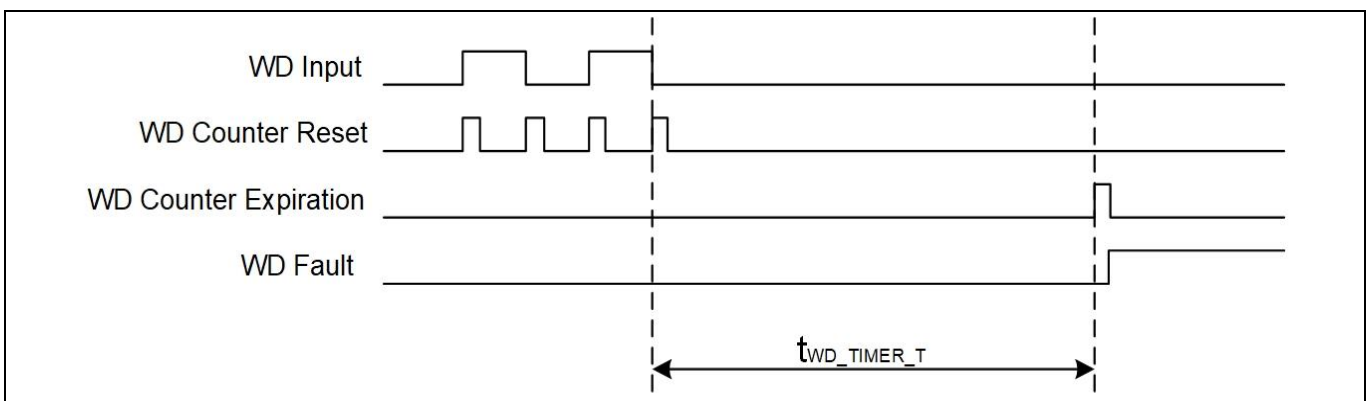 WD Input
WD Counter Reset
WD Counter Expiration
WD Fault
tWD_TIMER_T